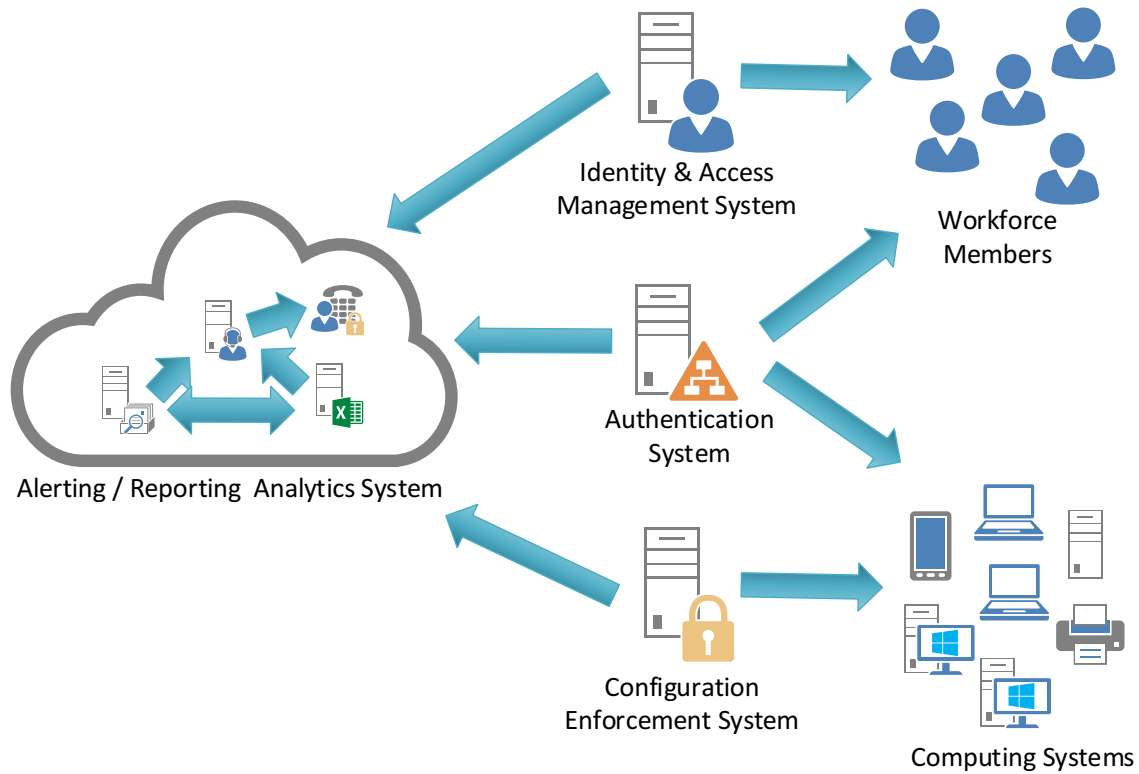 Identity & Access
Management System
Workforce
Members
Authentication
System
Alerting / Reporting  Analytics System
Configuration
Enforcement System
Computing Systems